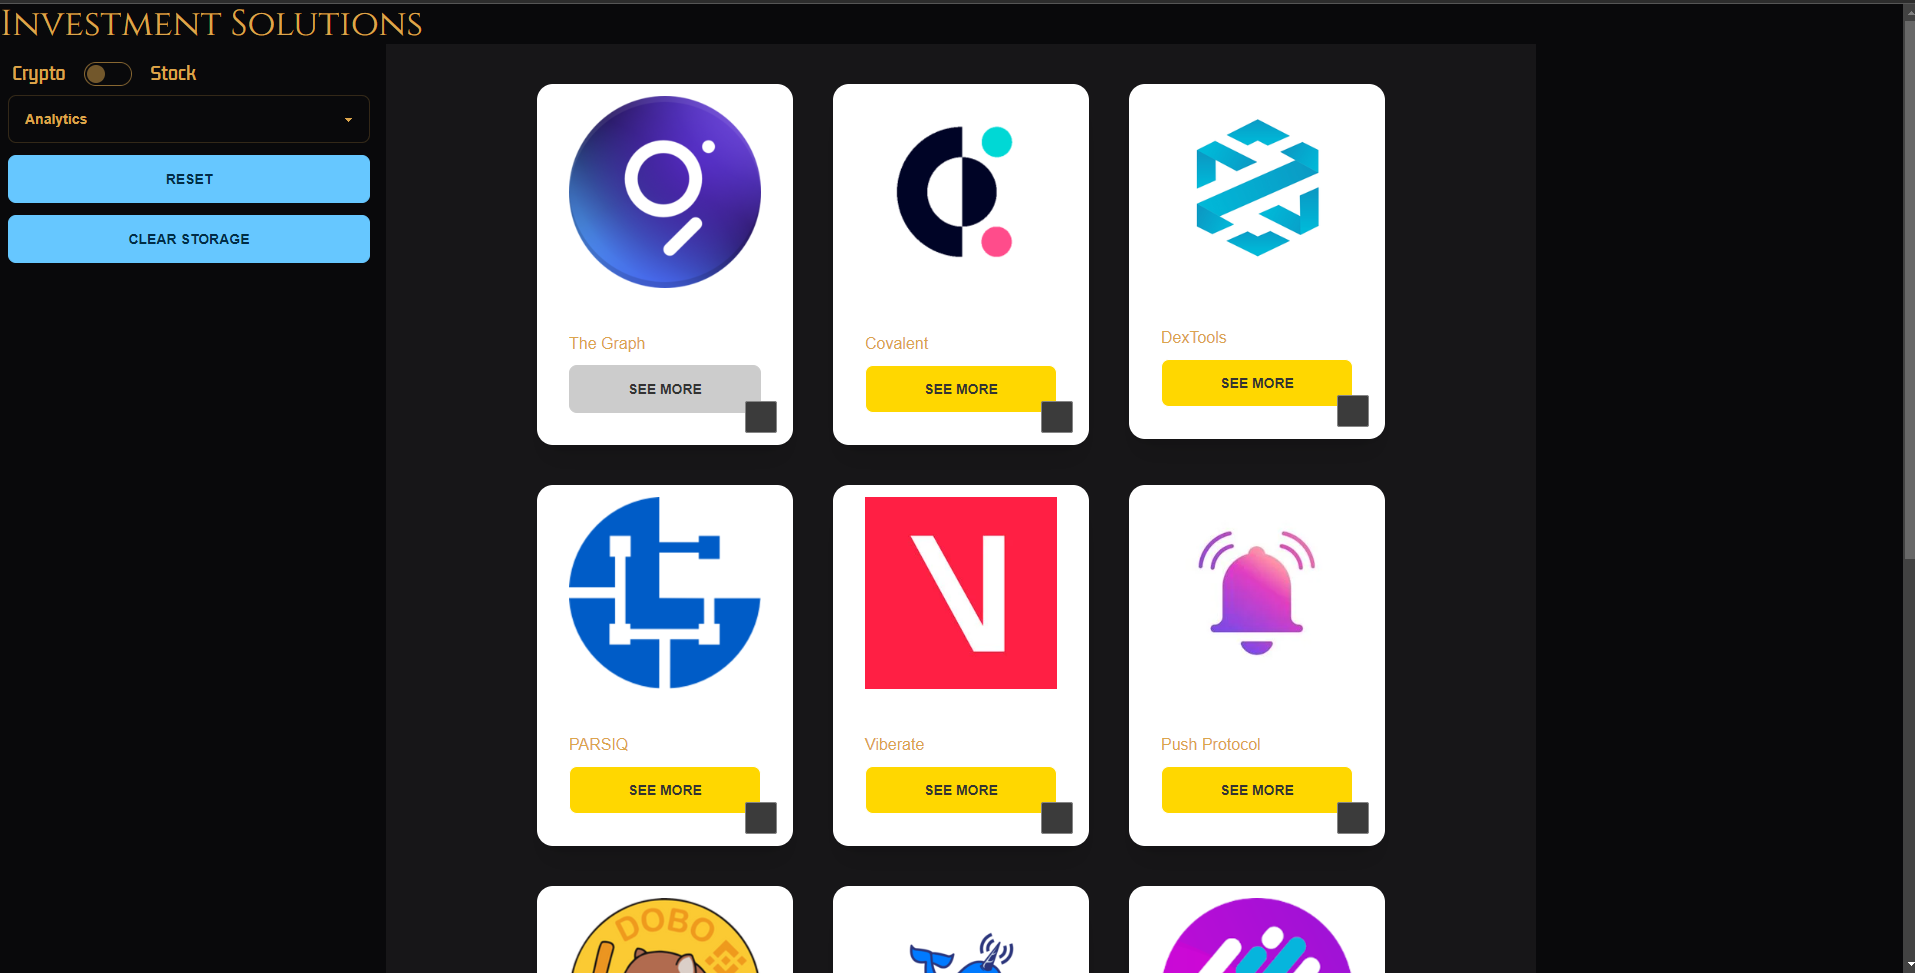 Investment Solutions
Crypto Stock
Analytics
RESET
CLEAR STORAGE
The Graph
SEE MORE
Covalent
SEE MORE
DexTools
SEE MORE
PARSIQ
SEE MORE
Viberate
SEE MORE
Push Protocol
SEE MORE
DOBO